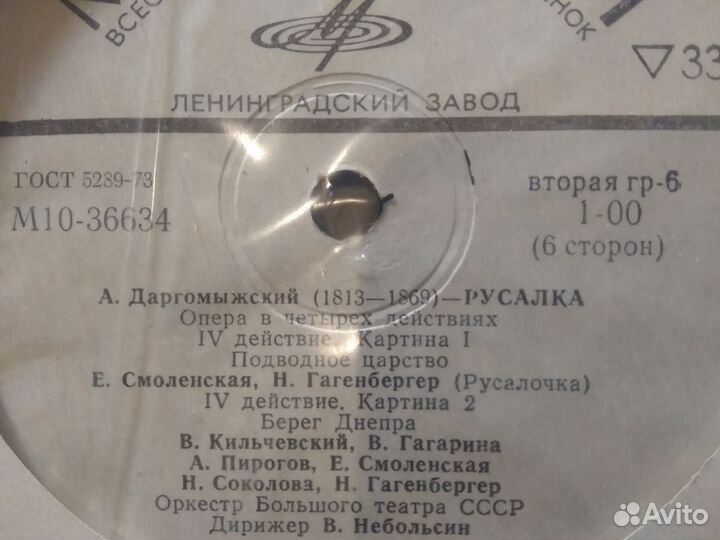 ЛЕНИНГРАДСКИЙ ЗАВОД
▽33
ГОСТ 5289-73
М10-36634
вторая гр-6
1-00
(6 сторон)
А. Даргомыжский (1813—1869)—РУСАЛКА
Опера в четырех действиях
IV действие. Картина I
Подводное царство
Е. Смоленская, Н. Гагенбергер (Русалочка)
IV действие. Картина 2
Берег Днепра
В. Кильчевский, В. Гагарина
А. Пирогов, Е. Смоленская
Н. Соколова, Н. Гагенбергер
Оркестр Большого театра СССР
Дирижер В. Небольсин
Avito